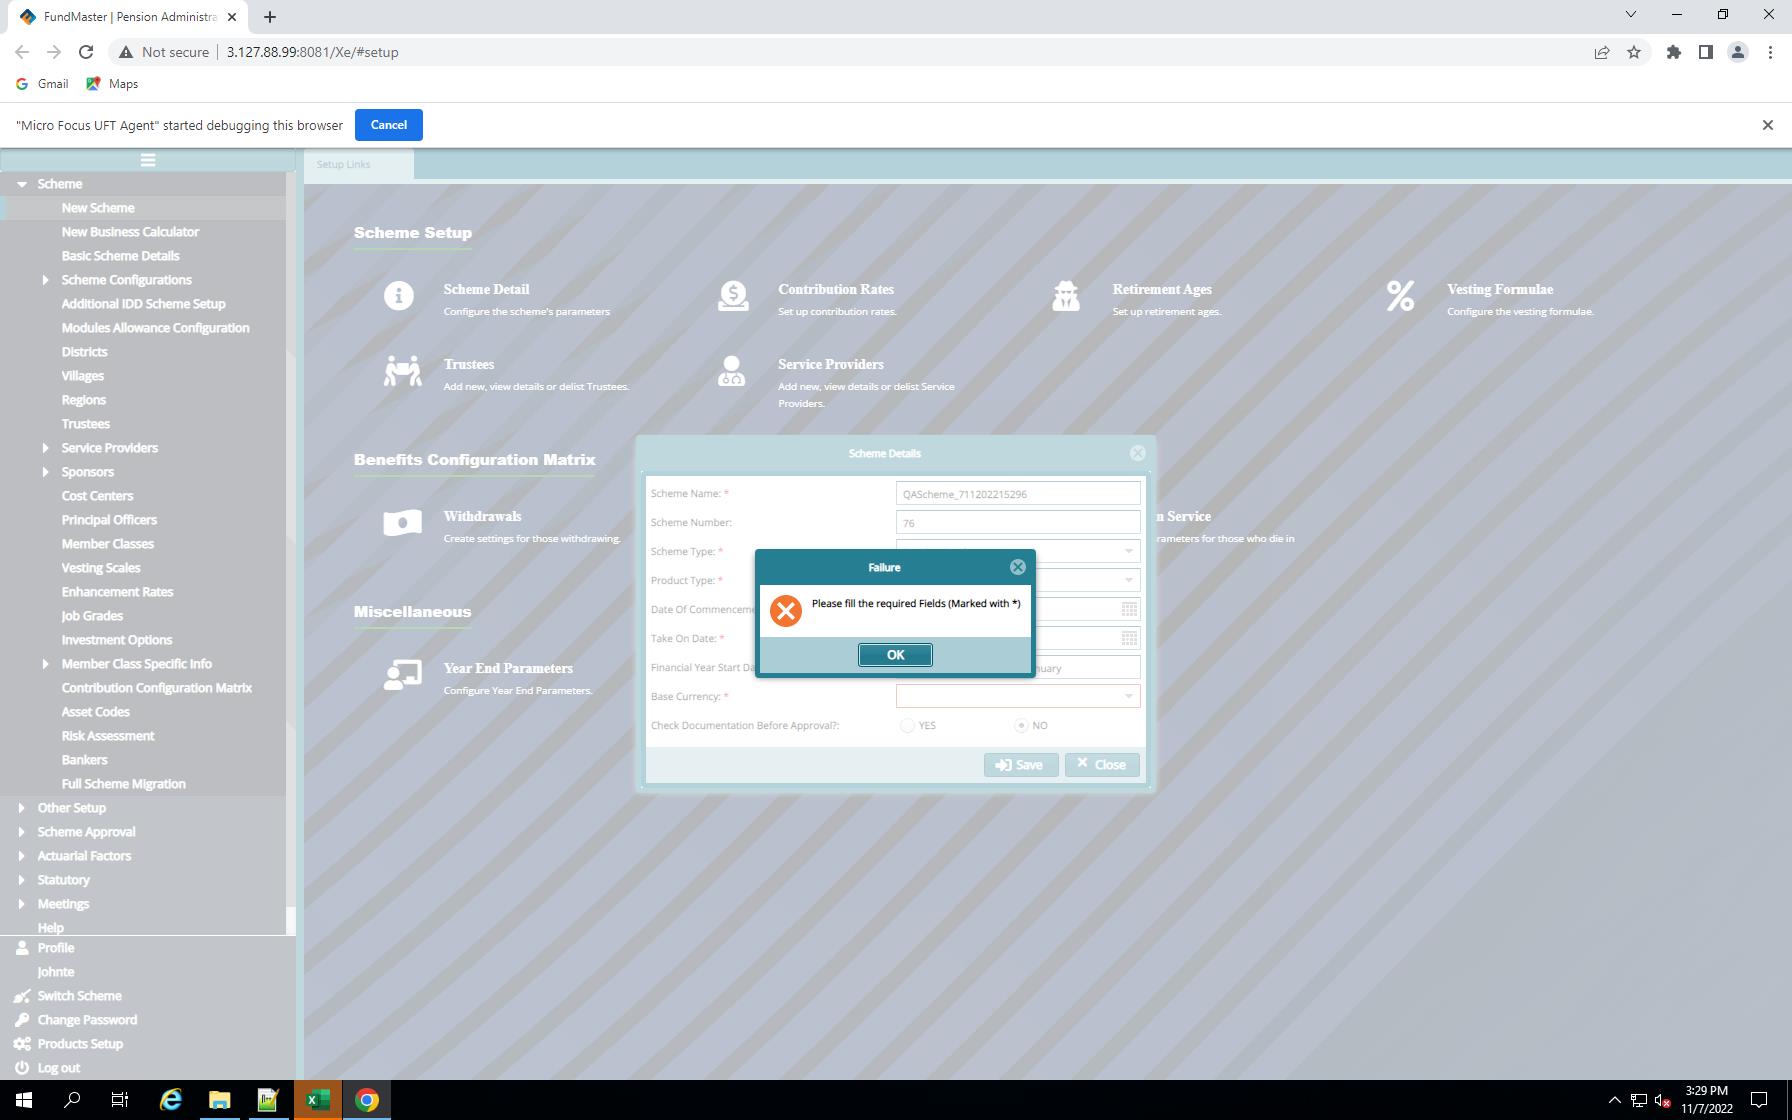 FundMaster | Pension Administra
Not secure
3.127.88.99:8081/Xe/#setup
Gmail
Maps
"Micro Focus UFT Agent" started debugging this browser
Cancel
Setup Links
Scheme
New Scheme
New Business Calculator
Basic Scheme Details
Scheme Configurations
Additional IDD Scheme Setup
Modules Allowance Configuration
Districts
Villages
Regions
Trustees
Service Providers
Sponsors
Cost Centers
Principal Officers
Member Classes
Vesting Scales
Enhancement Rates
Job Grades
Investment Options
Member Class Specific Info
Contribution Configuration Matrix
Asset Codes
Risk Assessment
Bankers
Full Scheme Migration
Other Setup
Scheme Approval
Actuarial Factors
Statutory
Meetings
Help
Profile
Johnte
Switch Scheme
Change Password
Products Setup
Log out
Scheme Setup
Scheme Detail
Configure the scheme's parameters
Contribution Rates
Set up contribution rates.
Retirement Ages
Set up retirement ages.
Vesting Formulae
Configure the vesting formulae.
Trustees
Add new, view details or delist Trustees.
Service Providers
Add new, view details or delist Service
Providers.
Benefits Configuration Matrix
Withdrawals
Create settings for those withdrawing.
n Service
arameters for those who die in
Miscellaneous
Year End Parameters
Configure Year End Parameters.
Scheme Details
Scheme Name: *
QAScheme_711202215296
Scheme Number:
76
Scheme Type: *
Product Type: *
Date Of Commenceme
Take On Date: *
Financial Year Start Da
nuary
Base Currency: *
Check Documentation Before Approval?:
YES
NO
Save
Close
Failure
Please fill the required Fields (Marked with *)
OK
3:29 PM
11/7/2022